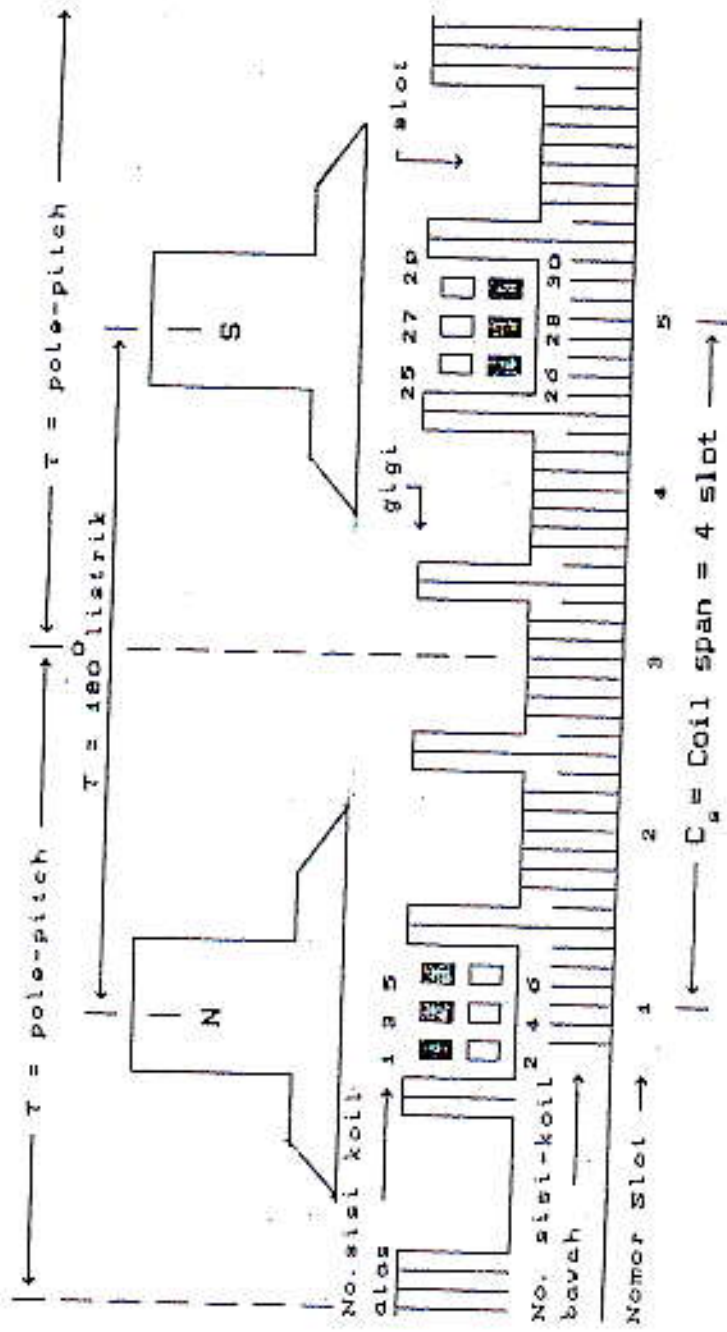 τ = pole-pitch
τ = pole-pitch
τ = 180° listrik
N
S
slot
gigi
No. sisi koil
atas
1 3 5
25 27 29
No. sisi-koil
bawah
2 4 6
26 28 30
Nomor Slot
1 2 3 4 5
C s = Coil span = 4 slot